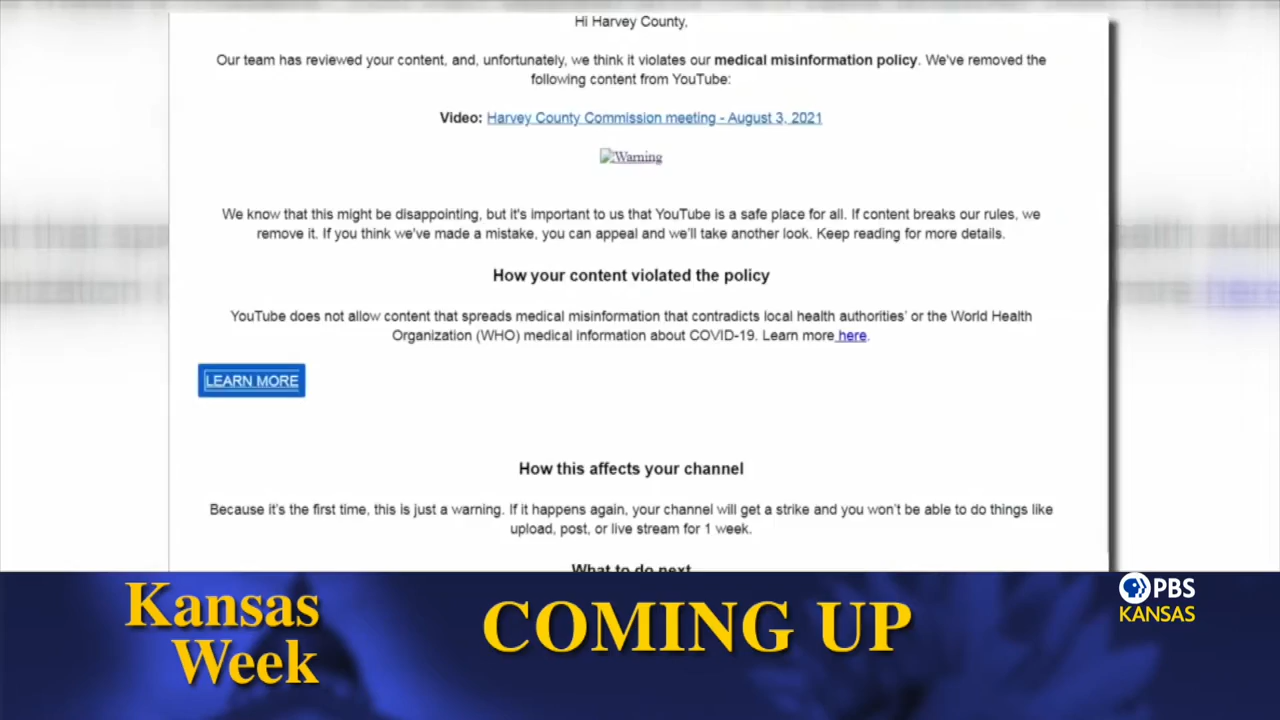 Hi Harvey County,
Our team has reviewed your content, and, unfortunately, we think it violates our medical misinformation policy. We've removed the
following content from YouTube:
Video: Harvey County Commission meeting - August 3, 2021
Warning
We know that this might be disappointing, but it's important to us that YouTube is a safe place for all. If content breaks our rules, we
remove it. If you think we've made a mistake, you can appeal and we'll take another look. Keep reading for more details.
How your content violated the policy
YouTube does not allow content that spreads medical misinformation that contradicts local health authorities' or the World Health
Organization (WHO) medical information about COVID-19. Learn more here.
LEARN MORE
How this affects your channel
Because it's the first time, this is just a warning. If it happens again, your channel will get a strike and you won't be able to do things like
upload, post, or live stream for 1 week.
What to do next
Kansas
Week
COMING UP
PBS
KANSAS